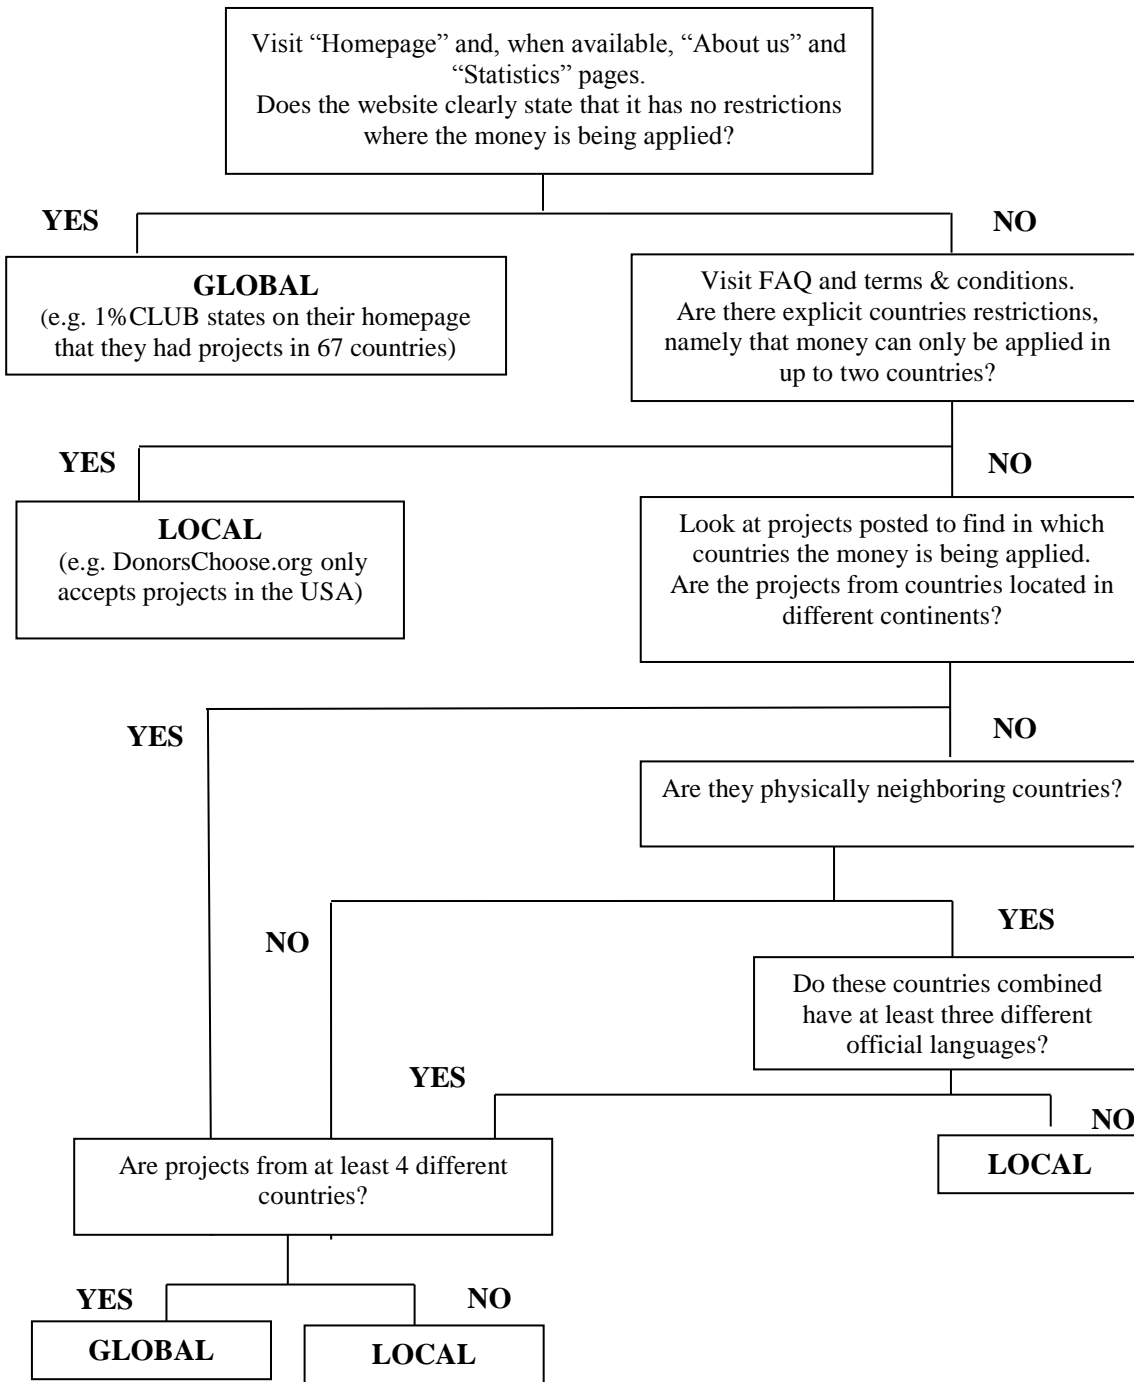 Visit “Homepage” and, when available, “About us” and
“Statistics” pages.
Does the website clearly state that it has no restrictions
where the money is being applied?
YES
NO
GLOBAL
(e.g. 1%CLUB states on their homepage
that they had projects in 67 countries)
Visit FAQ and terms & conditions.
Are there explicit countries restrictions,
namely that money can only be applied in
up to two countries?
YES
NO
LOCAL
(e.g. DonorsChoose.org only
accepts projects in the USA)
Look at projects posted to find in which
countries the money is being applied.
Are the projects from countries located in
different continents?
YES
NO
Are they physically neighboring countries?
NO
YES
Do these countries combined
have at least three different
official languages?
YES
NO
Are projects from at least 4 different
countries?
LOCAL
YES
NO
GLOBAL
LOCAL